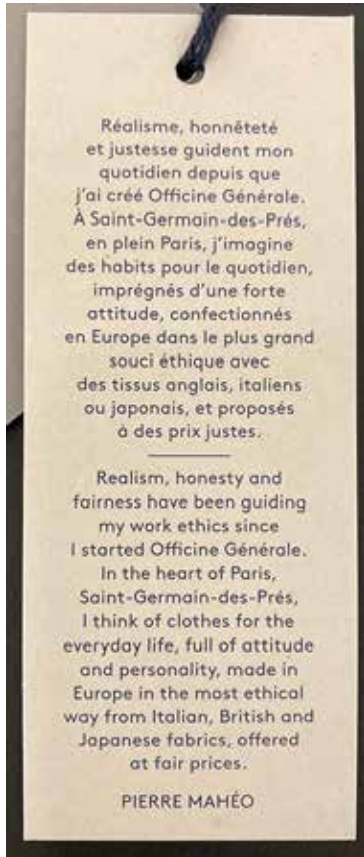 Réalisme, honnêteté
et justesse guident mon
quotidien depuis que
j'ai créé Officine Générale.
À Saint-Germain-des-Prés,
en plein Paris, j'imagine
des habits pour le quotidien,
imprégnés d'une forte
attitude, confectionnés
en Europe dans le plus grand
souci éthique avec
des tissus anglais, italiens
ou japonais, et proposés
à des prix justes.
Realism, honesty and
fairness have been guiding
my work ethics since
I started Officine Générale.
In the heart of Paris,
Saint-Germain-des-Prés,
I think of clothes for the
everyday life, full of attitude
and personality, made in
Europe in the most ethical
way from Italian, British and
Japanese fabrics, offered
at fair prices.
PIERRE MAHÉO